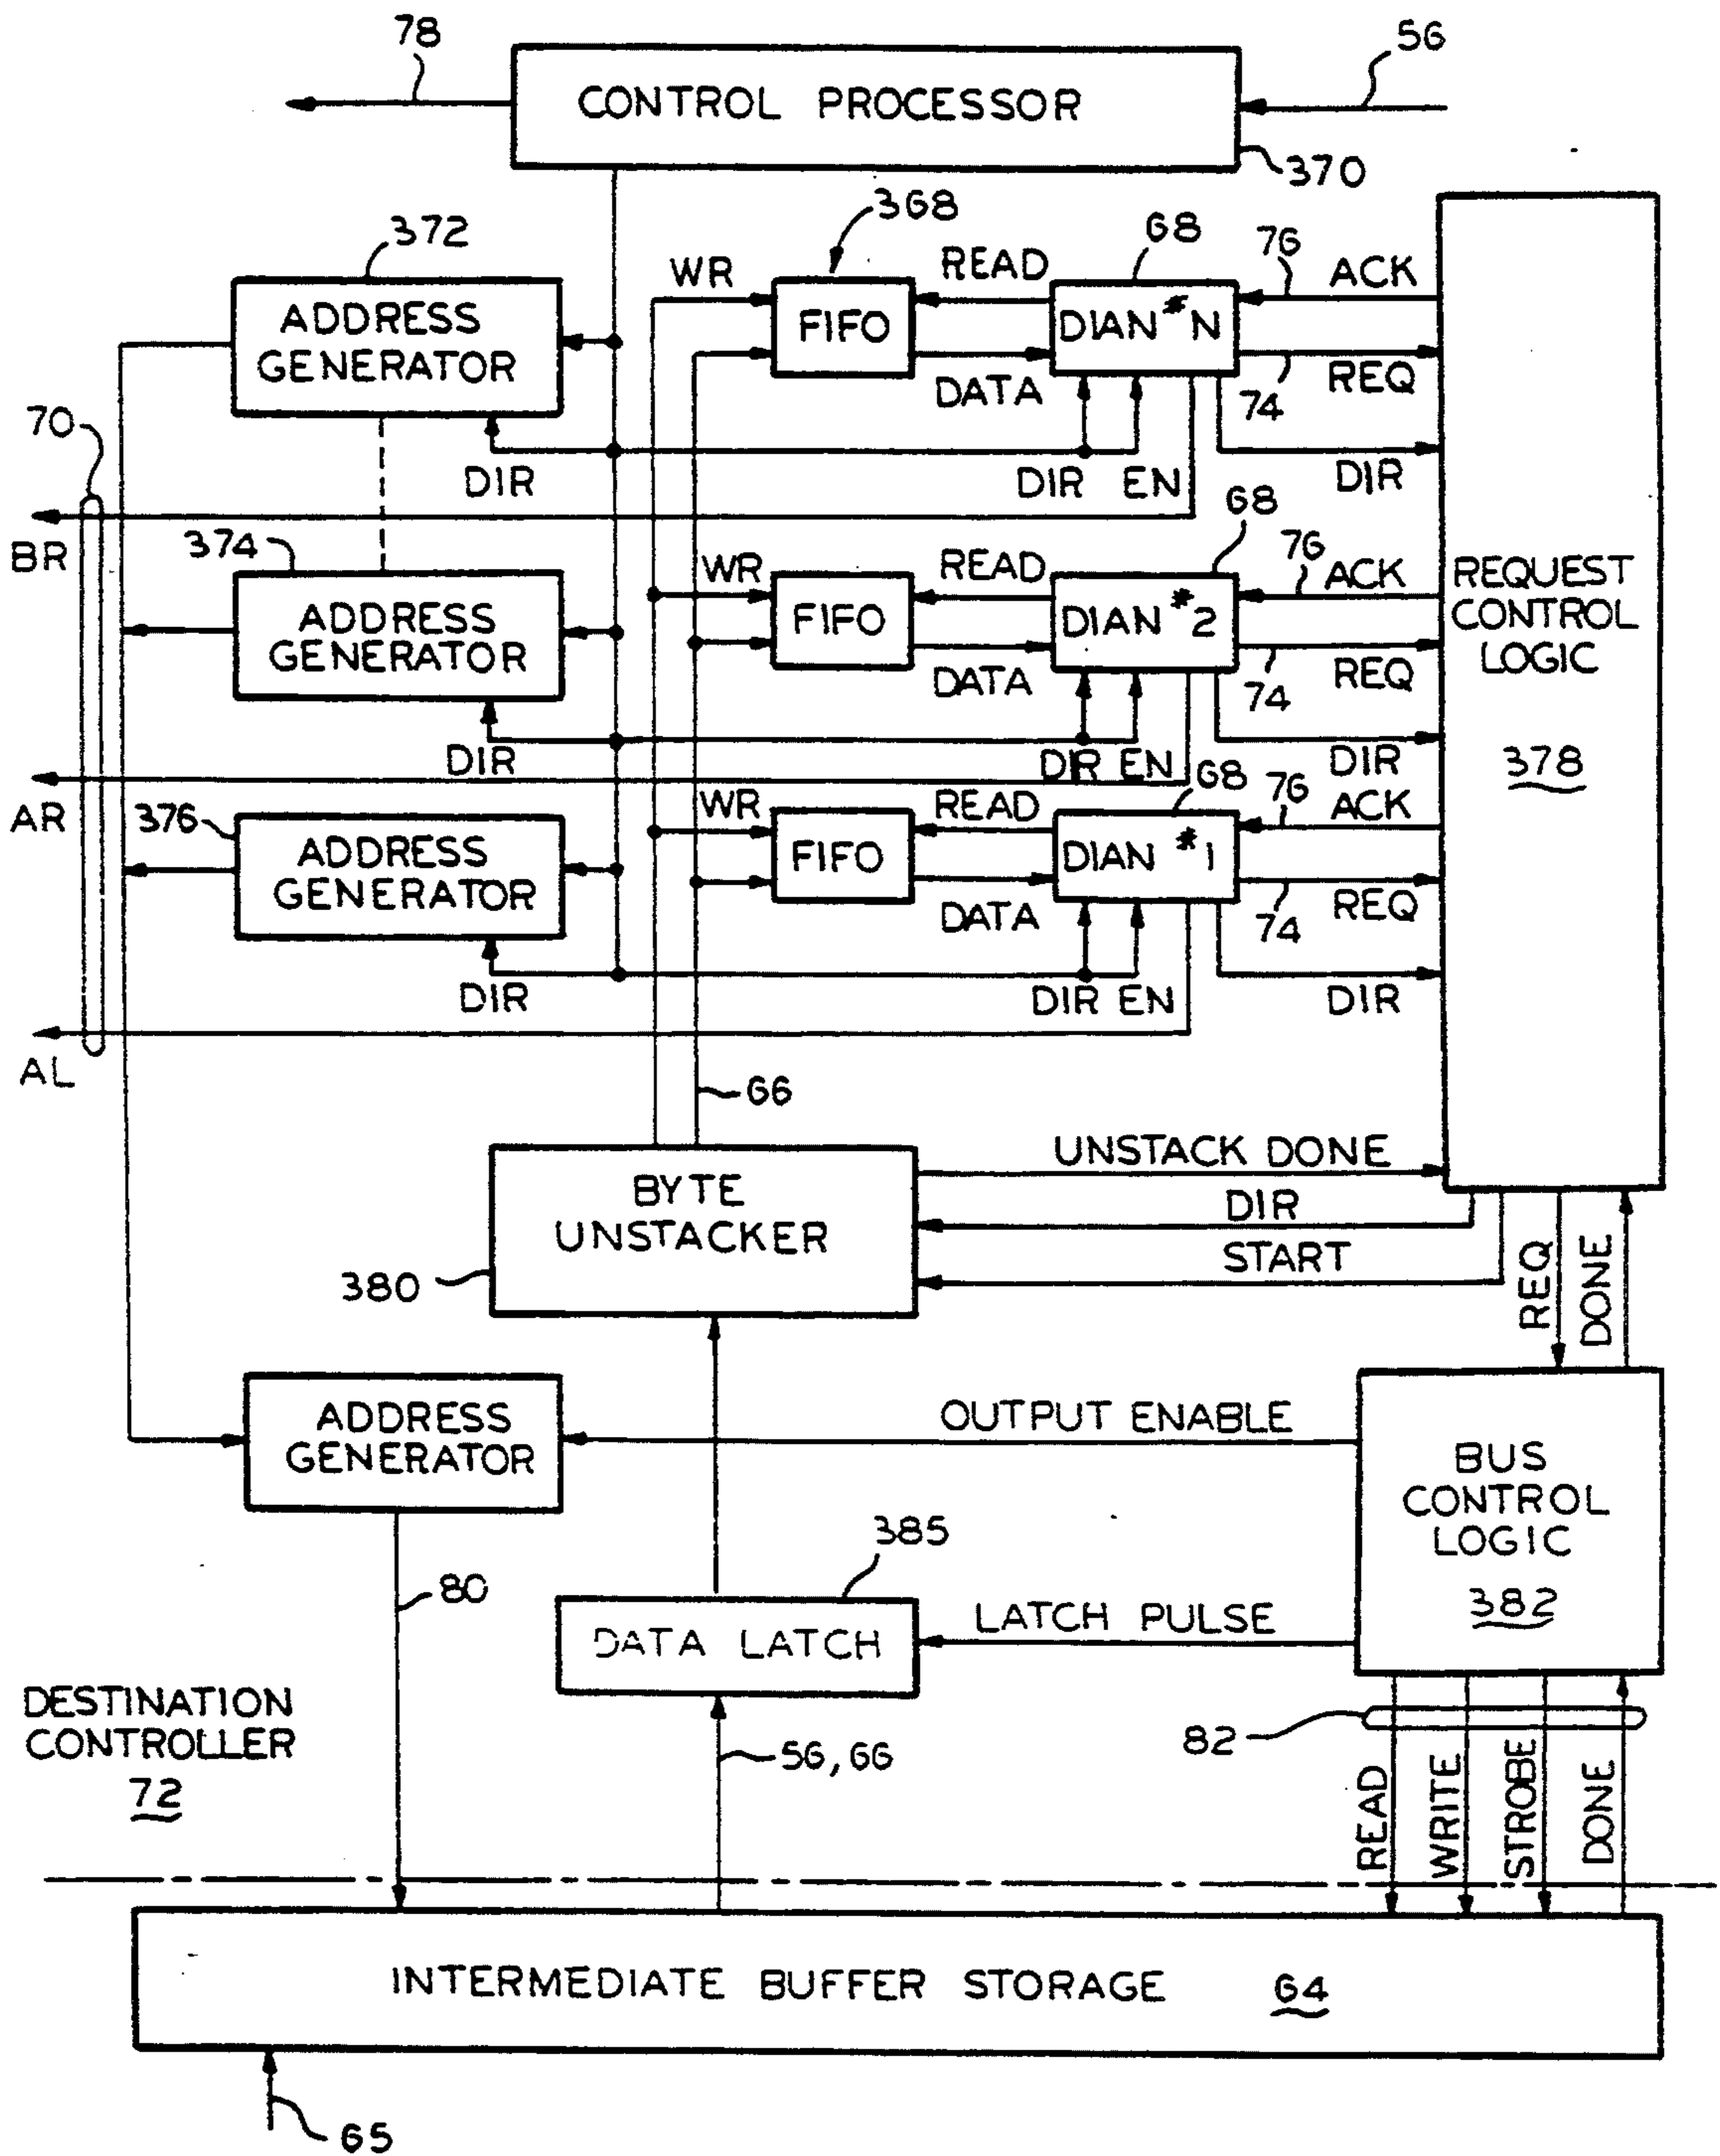 78
56
CONTROL PROCESSOR
370
372
368
68
76
ACK
WR
READ
ADDRESS
GENERATOR
FIFO
DIAN #N
DATA
74
REQ
70
DIR
DIR EN
DIR
BR
374
68
76
ACK
WR
READ
ADDRESS
GENERATOR
FIFO
DIAN #2
DATA
74
REQ
REQUEST
CONTROL
LOGIC
378
DIR
DIR EN
DIR
AR
376
68
76
ACK
WR
READ
ADDRESS
GENERATOR
FIFO
DIAN #1
DATA
74
REQ
DIR
DIR EN
DIR
AL
66
UNSTACK DONE
BYTE
UNSTACKER
DIR
START
380
REQ
DONE
ADDRESS
GENERATOR
OUTPUT ENABLE
BUS
CONTROL
LOGIC
382
385
80
DATA LATCH
LATCH PULSE
DESTINATION
CONTROLLER
72
56, 66
82
READ
WRITE
STROBE
DONE
INTERMEDIATE BUFFER STORAGE 64
65